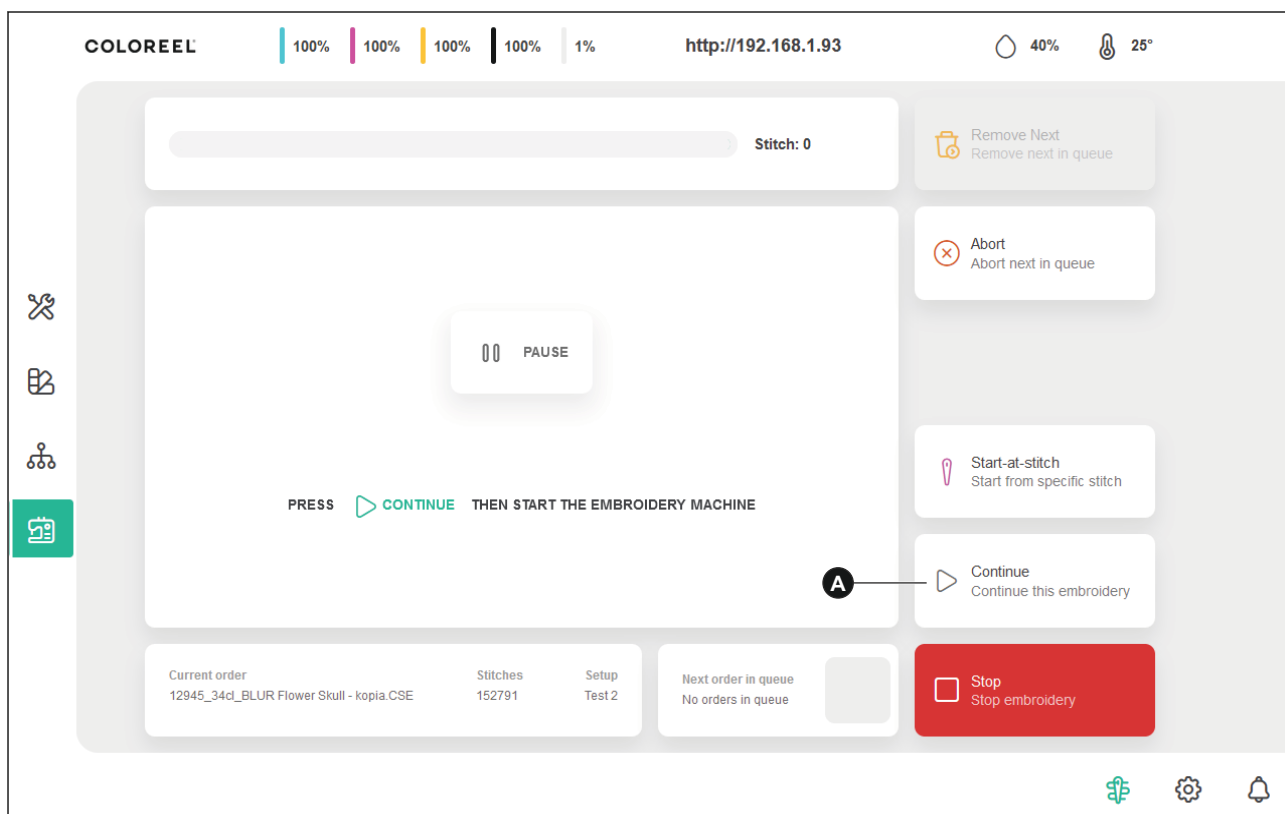 COLOREEL
100% 100% 100% 100% 1%
http://192.168.1.93
40% 25°
Stitch: 0
Remove Next
Remove next in queue
Abort
Abort next in queue
PAUSE
PRESS CONTINUE THEN START THE EMBROIDERY MACHINE
Start-at-stitch
Start from specific stitch
A
Continue
Continue this embroidery
Current order Stitches Setup
12945_34cl_BLUR Flower Skull - kopia.CSE 152791 Test 2
Next order in queue
No orders in queue
Stop
Stop embroidery